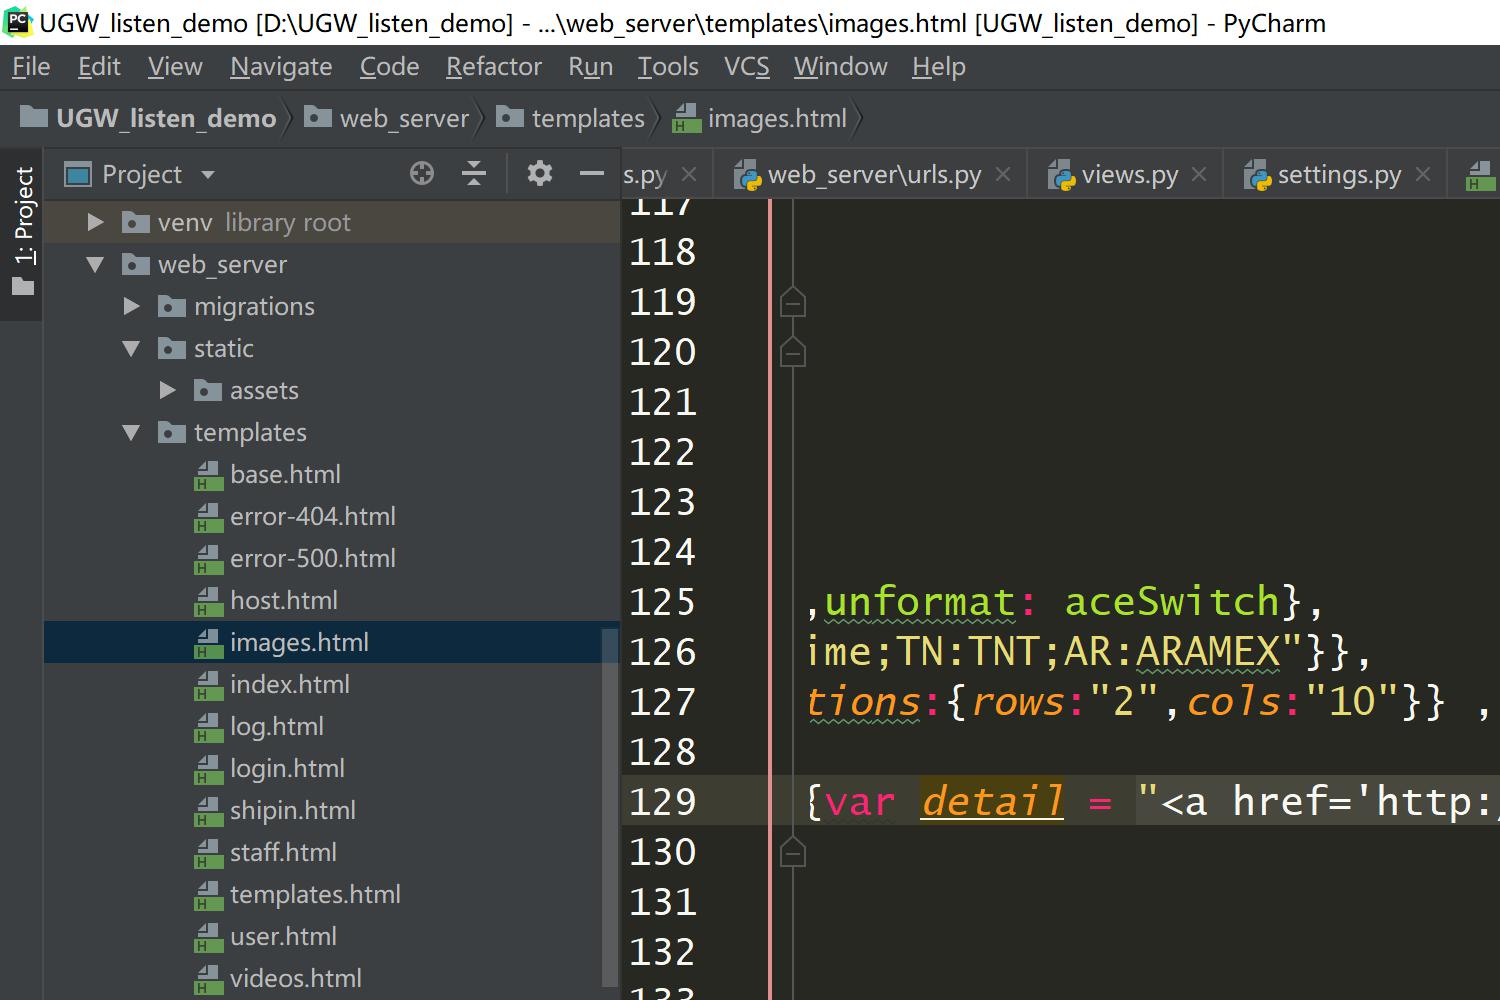 UGW_listen_demo [D:\UGW_listen_demo] - ...\web_server\templates\images.html [UGW_listen_demo] - PyCharm
File Edit View Navigate Code Refactor Run Tools VCS Window Help
UGW_listen_demo web_server templates images.html
1: Project
Project
s.py web_server\urls.py views.py settings.py
venv library root
web_server
migrations
static
assets
templates
base.html
error-404.html
error-500.html
host.html
images.html
index.html
log.html
login.html
shipin.html
staff.html
templates.html
user.html
videos.html
117
118
119
120
121
122
123
124
125 ,unformat: aceSwitch},
126 ime;TN:TNT;AR:ARAMEX"}},
127 tions:{rows:"2",cols:"10"}} ,
128
129 {var detail = "<a href='http:/
130
131
132
133